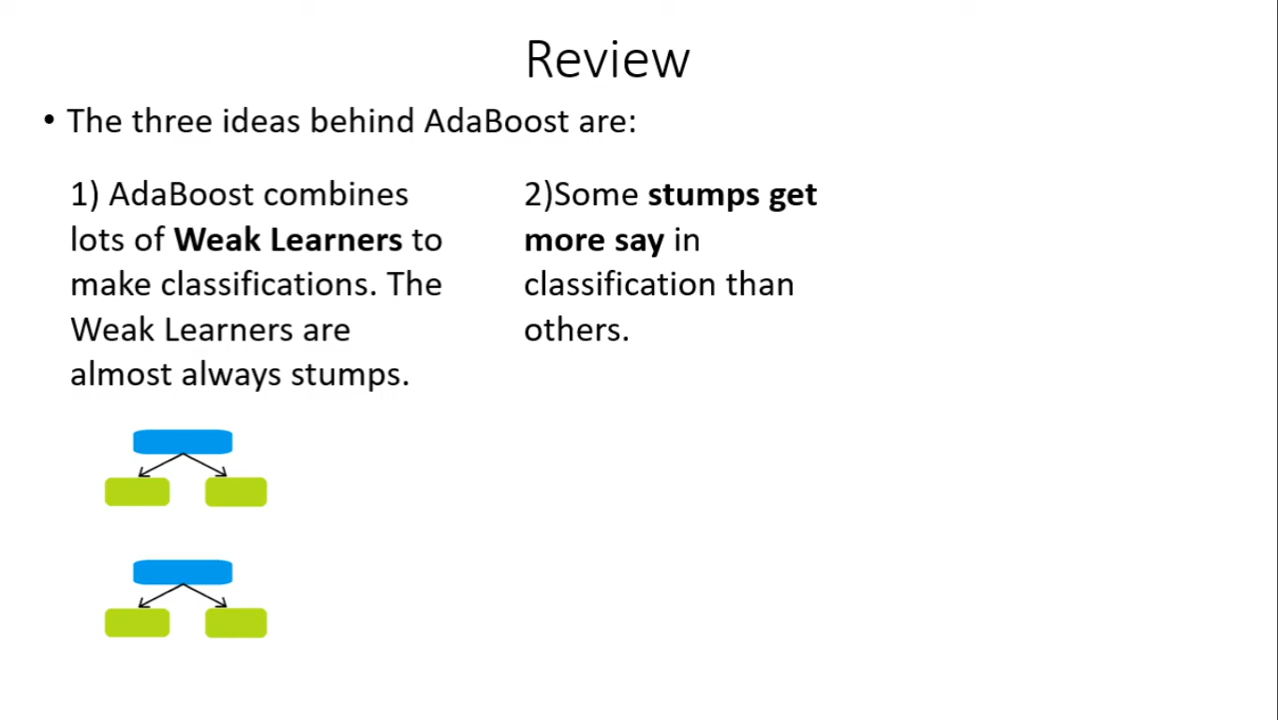 Review
• The three ideas behind AdaBoost are:
1) AdaBoost combines
lots of Weak Learners to
make classifications. The
Weak Learners are
almost always stumps.
2)Some stumps get
more say in
classification than
others.